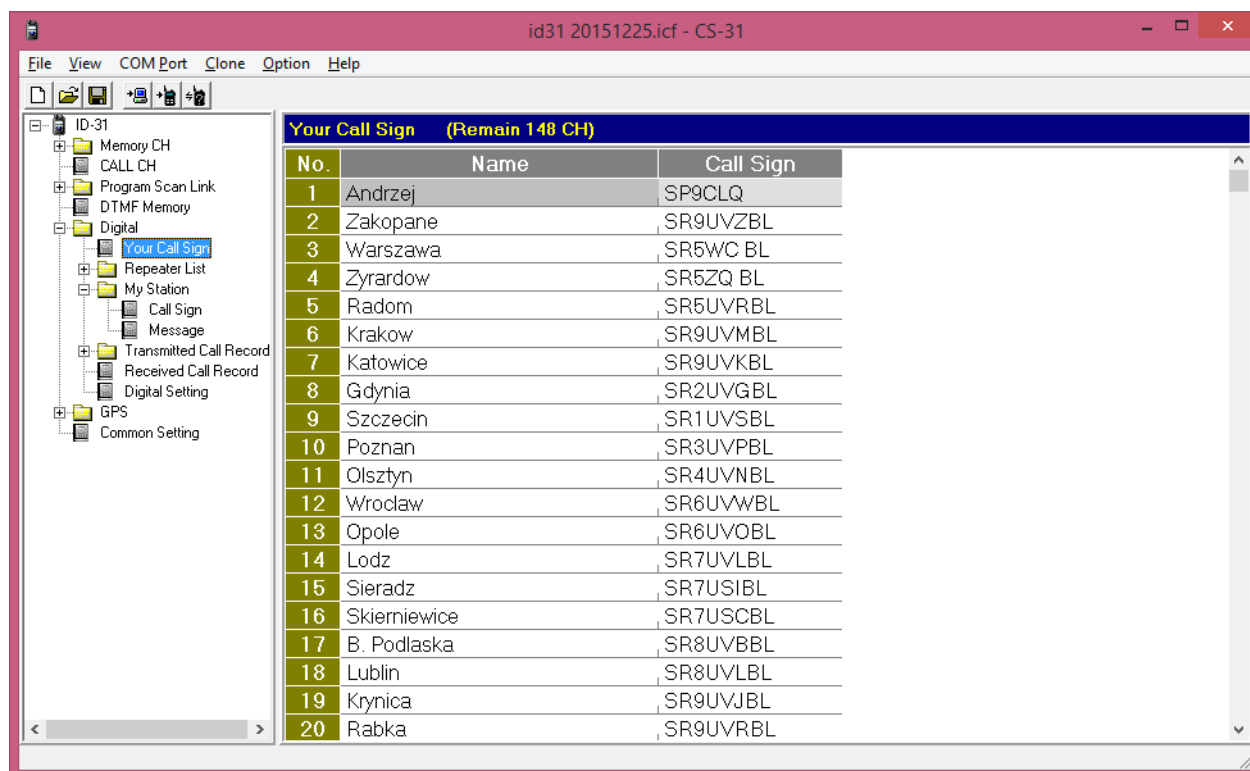 id31 20151225.icf - CS-31
File View COM Port Clone Option Help
ID-31
Memory CH
CALL CH
Program Scan Link
DTMF Memory
Digital
Your Call Sign
Repeater List
My Station
Call Sign
Message
Transmitted Call Record
Received Call Record
Digital Setting
GPS
Common Setting
Your Call Sign (Remain 148 CH)
No. Name Call Sign
1 Andrzej SP9CLQ
2 Zakopane SR9UVZBL
3 Warszawa SR5WC BL
4 Zyrardow SR5ZQ BL
5 Radom SR5UVRBL
6 Krakow SR9UVMBL
7 Katowice SR9UVKBL
8 Gdynia SR2UVGBL
9 Szczecin SR1UVSBL
10 Poznan SR3UVPBL
11 Olsztyn SR4UVNBL
12 Wroclaw SR6UVWBL
13 Opole SR6UVOBL
14 Lodz SR7UVLBL
15 Sieradz SR7USIBL
16 Skierniewice SR7USCBL
17 B. Podlaska SR8UVBBL
18 Lublin SR8UVLBL
19 Krynica SR9UVJBL
20 Rabka SR9UVRBL